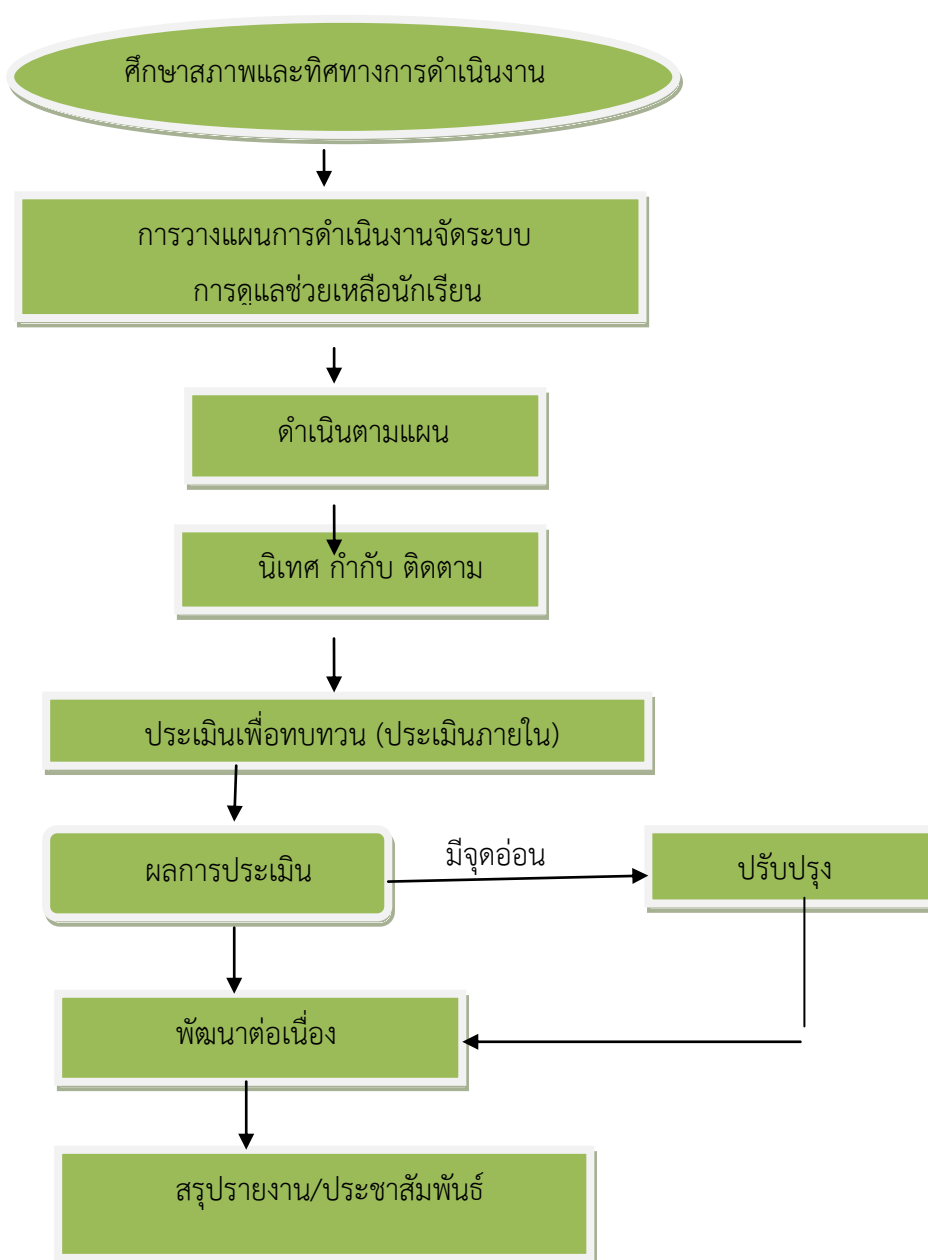 ศึกษาสภาพและทิศทางการดำเนินงาน
การวางแผนการดำเนินงานจัดระบบ
การดูแลช่วยเหลือนักเรียน
ดำเนินตามแผน
นิเทศ กำกับ ติดตาม
ประเมินเพื่อทบทวน (ประเมินภายใน)
ผลการประเมิน
มีจุดอ่อน
ปรับปรุง
พัฒนาต่อเนื่อง
สรุปรายงาน/ประชาสัมพันธ์